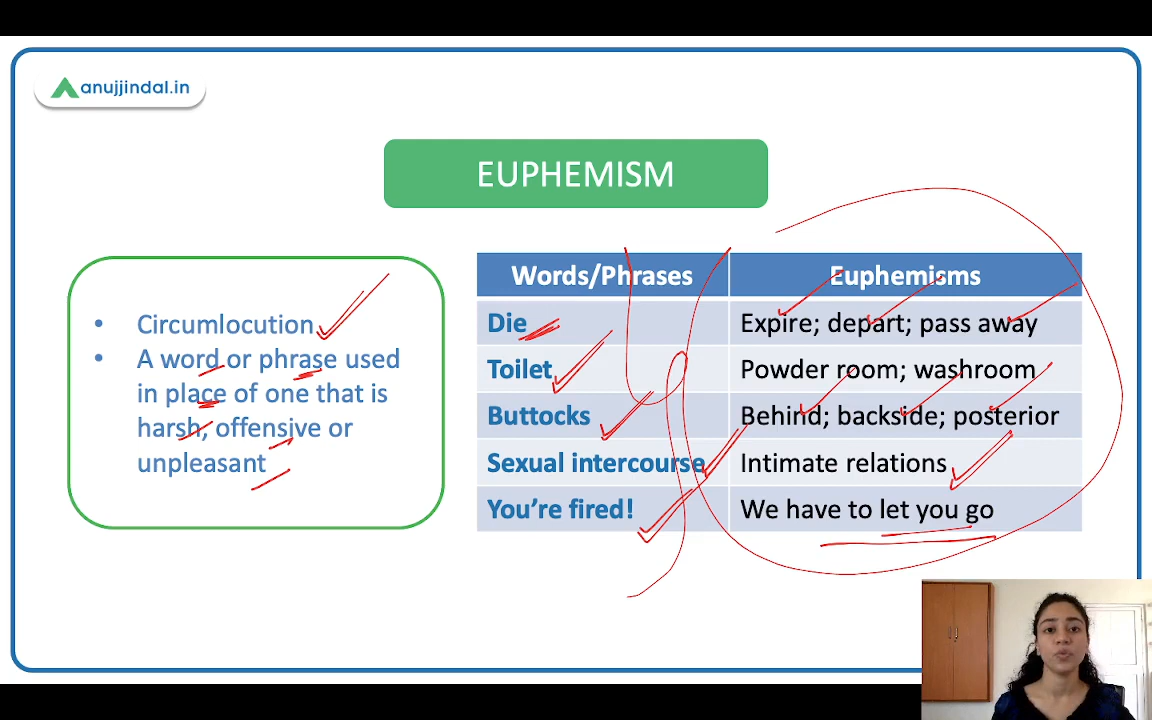 anujjindal.in
EUPHEMISM
• Circumlocution
• A word or phrase used
in place of one that is
harsh, offensive or
unpleasant
Words/Phrases Euphemisms
Die Expire; depart; pass away
Toilet Powder room; washroom
Buttocks Behind; backside; posterior
Sexual intercourse Intimate relations
You’re fired! We have to let you go